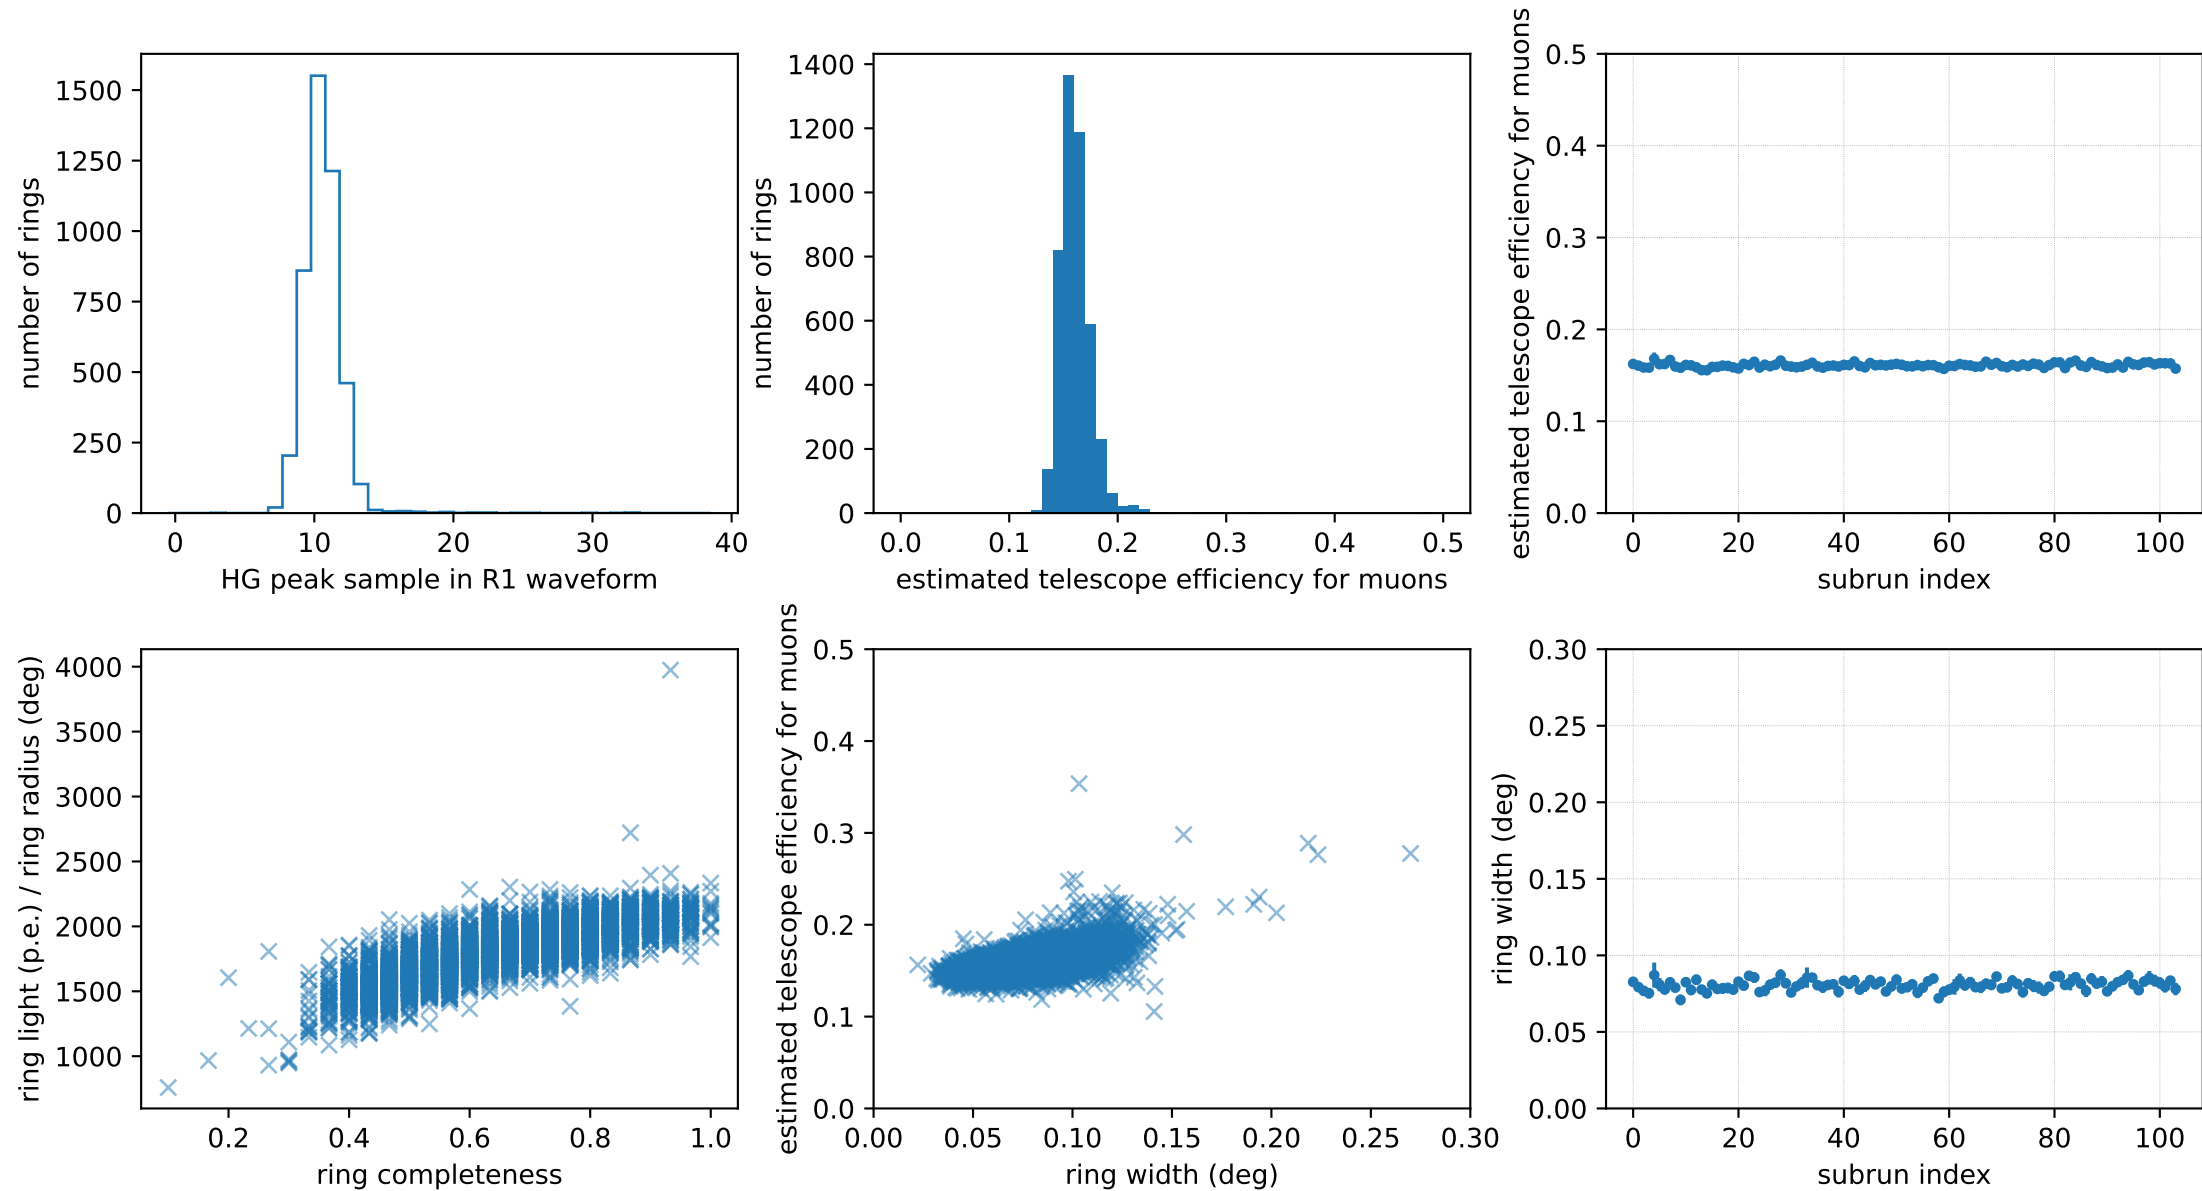 number of rings
1500
1250
1000
750
500
250
0
0 10 20 30 40
HG peak sample in R1 waveform
number of rings
1400
1200
1000
800
600
400
200
0
0.0 0.1 0.2 0.3 0.4 0.5
estimated telescope efficiency for muons
estimated telescope efficiency for muons
0.5
0.4
0.3
0.2
0.1
0.0
0 20 40 60 80 100
subrun index
ring light (p.e.) / ring radius (deg)
4000
3500
3000
2500
2000
1500
1000
0.2 0.4 0.6 0.8 1.0
ring completeness
estimated telescope efficiency for muons
0.5
0.4
0.3
0.2
0.1
0.0
0.00 0.05 0.10 0.15 0.20 0.25 0.30
ring width (deg)
ring width (deg)
0.30
0.25
0.20
0.15
0.10
0.05
0.00
0 20 40 60 80 100
subrun index